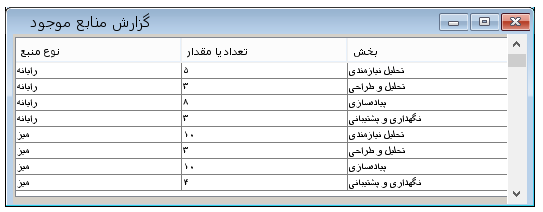 گزارش منابع موجود
بخش تعداد یا مقدار نوع منبع
تحلیل نیازمندی ۵ رایانه
تحلیل و طراحی ۳ رایانه
پیاده‌سازی ۸ رایانه
نگهداری و پشتیبانی ۳ رایانه
تحلیل نیازمندی ۱۰ میز
تحلیل و طراحی ۳ میز
پیاده‌سازی ۱۰ میز
نگهداری و پشتیبانی ۴ میز